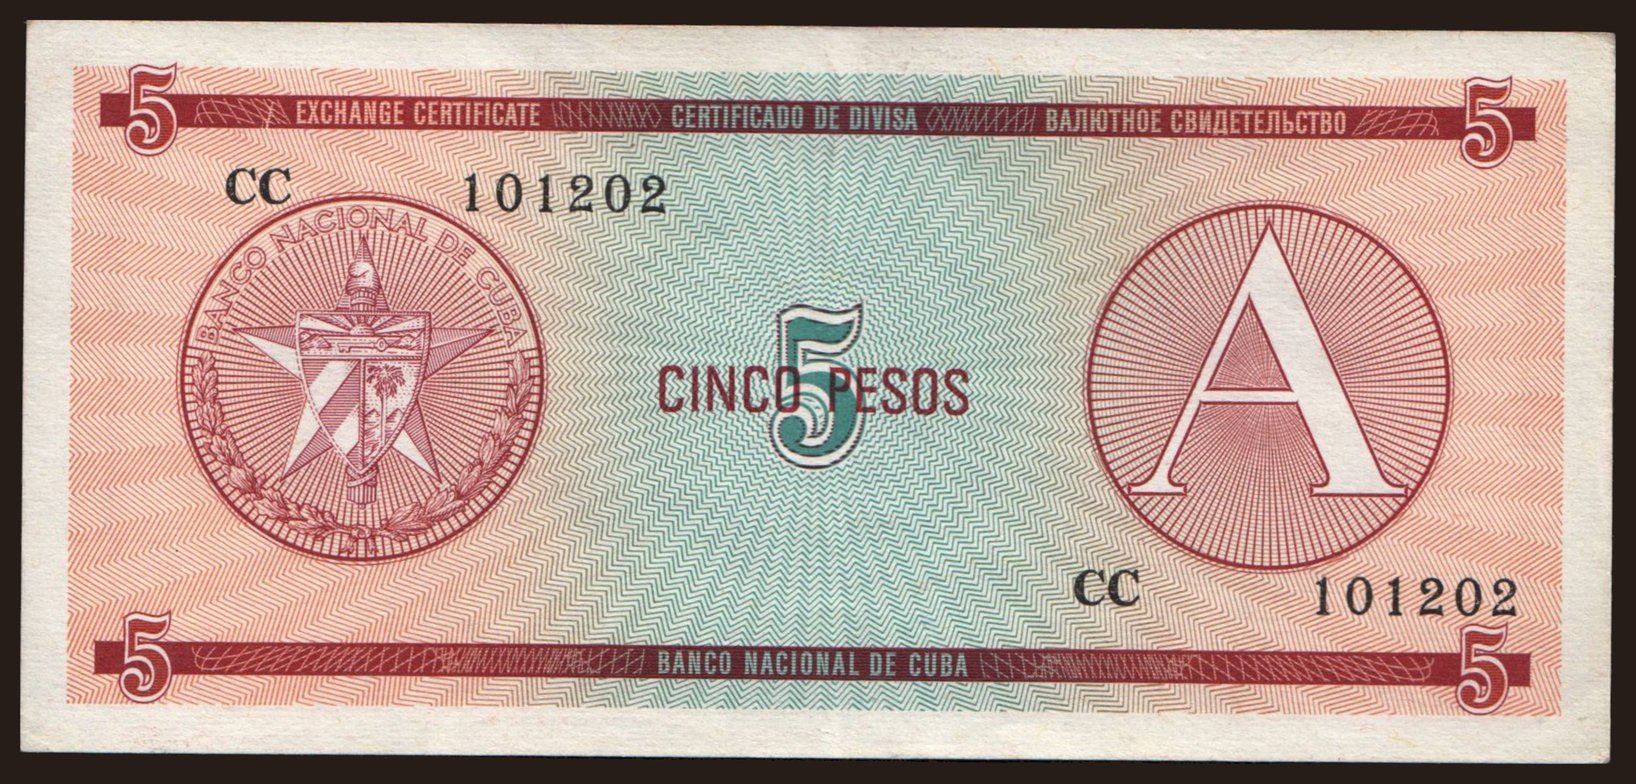 5 EXCHANGE CERTIFICATE CERTIFICADO DE DIVISA ВАЛЮТНОЕ СВИДЕТЕЛЬСТВО 5
CC 101202
BANCO NACIONAL DE CUBA
5
CINCO PESOS
A
CC 101202
5 BANCO NACIONAL DE CUBA 5